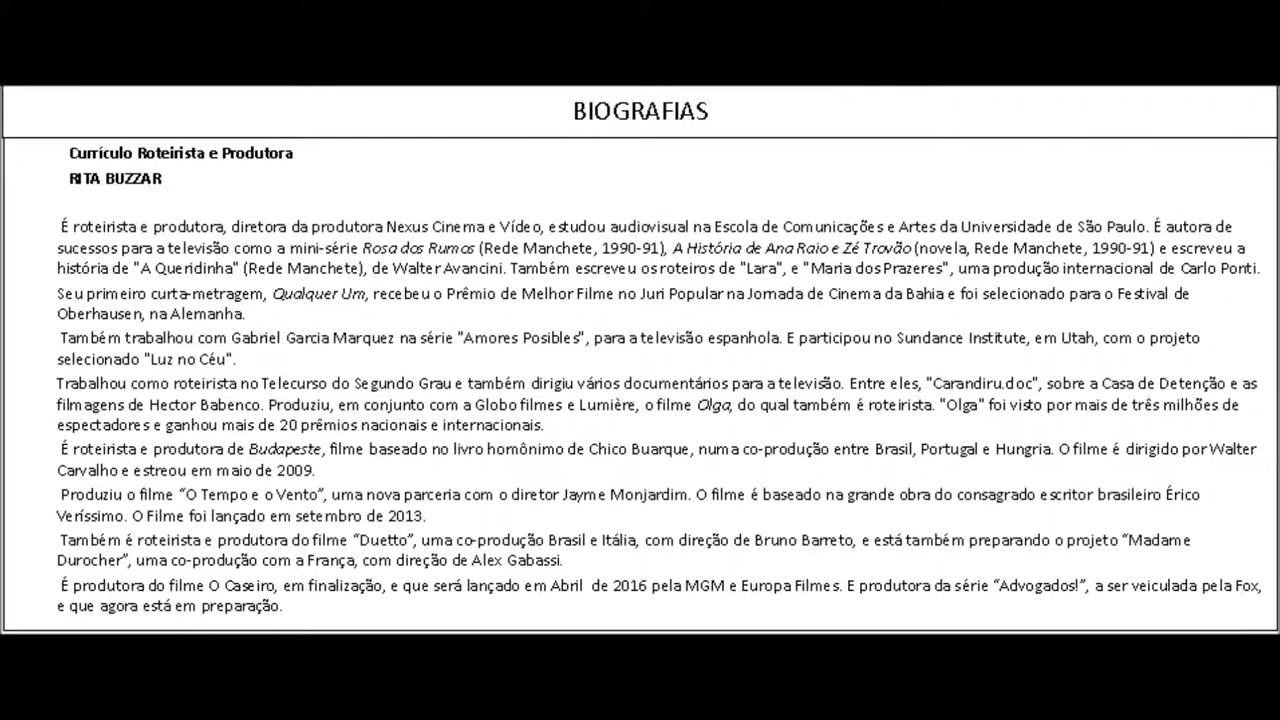 BIOGRAFIAS
Currículo Roteirista e Produtora
RITA BUZZAR
É roteirista e produtora, diretora da produtora Nexus Cinema e Vídeo, estudou audiovisual na Escola de Comunicações e Artes da Universidade de São Paulo. É autora de
sucessos para a televisão como a mini-série Rosa dos Rumos (Rede Manchete, 1990-91), A História de Ana Raio e Zé Trovão (novela, Rede Manchete, 1990-91) e escreveu a
história de "A Queridinha" (Rede Manchete), de Walter Avancini. Também escreveu os roteiros de "Lara", e "Maria dos Prazeres", uma produção internacional de Carlo Ponti.
Seu primeiro curta-metragem, Qualquer Um, recebeu o Prêmio de Melhor Filme no Juri Popular na Jornada de Cinema da Bahia e foi selecionado para o Festival de
Oberhausen, na Alemanha.
Também trabalhou com Gabriel Garcia Marquez na série "Amores Posibles", para a televisão espanhola. E participou no Sundance Institute, em Utah, com o projeto
selecionado "Luz no Céu".
Trabalhou como roteirista no Telecurso do Segundo Grau e também dirigiu vários documentários para a televisão. Entre eles, "Carandiru.doc", sobre a Casa de Detenção e as
filmagens de Hector Babenco. Produziu, em conjunto com a Globo filmes e Lumière, o filme Olga, do qual também é roteirista. "Olga" foi visto por mais de três milhões de
espectadores e ganhou mais de 20 prêmios nacionais e internacionais.
É roteirista e produtora de Budapeste, filme baseado no livro homônimo de Chico Buarque, numa co-produção entre Brasil, Portugal e Hungria. O filme é dirigido por Walter
Carvalho e estreou em maio de 2009.
Produziu o filme “O Tempo e o Vento”, uma nova parceria com o diretor Jayme Monjardim. O filme é baseado na grande obra do consagrado escritor brasileiro Érico
Veríssimo. O Filme foi lançado em setembro de 2013.
Também é roteirista e produtora do filme “Duetto”, uma co-produção Brasil e Itália, com direção de Bruno Barreto, e está também preparando o projeto “Madame
Durocher”, uma co-produção com a França, com direção de Alex Gabassi.
É produtora do filme O Caseiro, em finalização, e que será lançado em Abril de 2016 pela MGM e Europa Filmes. E produtora da série “Advogados!”, a ser veiculada pela Fox,
e que agora está em preparação.